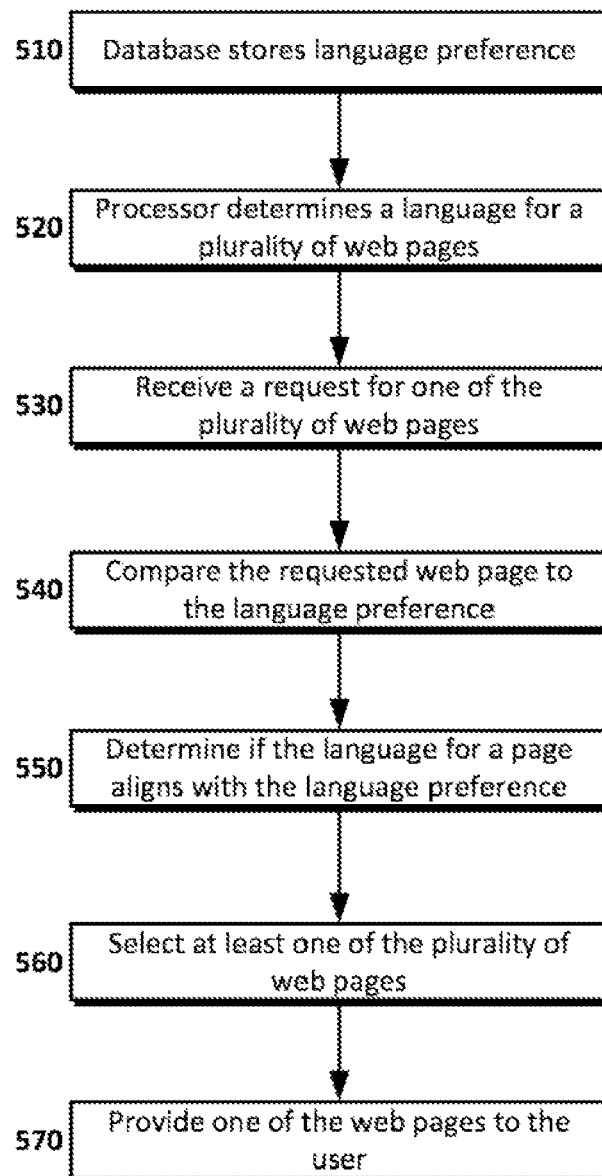 510 Database stores language preference
520 Processor determines a language for a
plurality of web pages
530 Receive a request for one of the
plurality of web pages
540 Compare the requested web page to
the language preference
550 Determine if the language for a page
aligns with the language preference
560 Select at least one of the plurality of
web pages
570 Provide one of the web pages to the
user